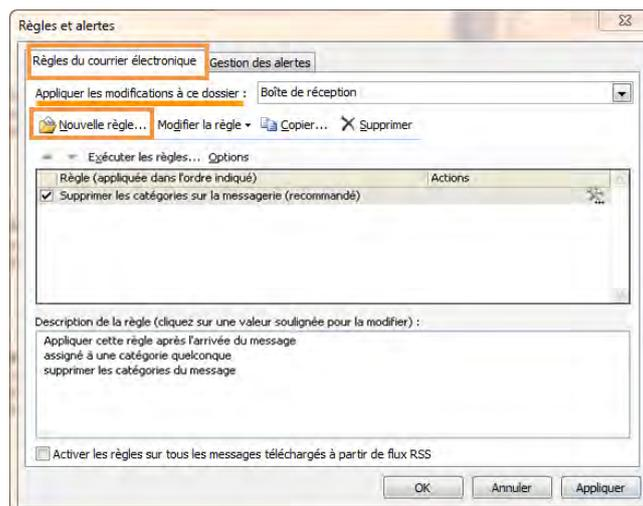 Règles et alertes
Règles du courrier électronique Gestion des alertes
Appliquer les modifications à ce dossier : Boîte de réception
Nouvelle règle... Modifier la règle Copier... Supprimer
Exécuter les règles... Options
Règle (appliquée dans l'ordre indiqué) Actions
Supprimer les catégories sur la messagerie (recommandé)
Description de la règle (cliquez sur une valeur soulignée pour la modifier) :
Appliquer cette règle après l'arrivée du message
assigné à une catégorie quelconque
supprimer les catégories du message
Activer les règles sur tous les messages téléchargés à partir de flux RSS
OK Annuler Appliquer